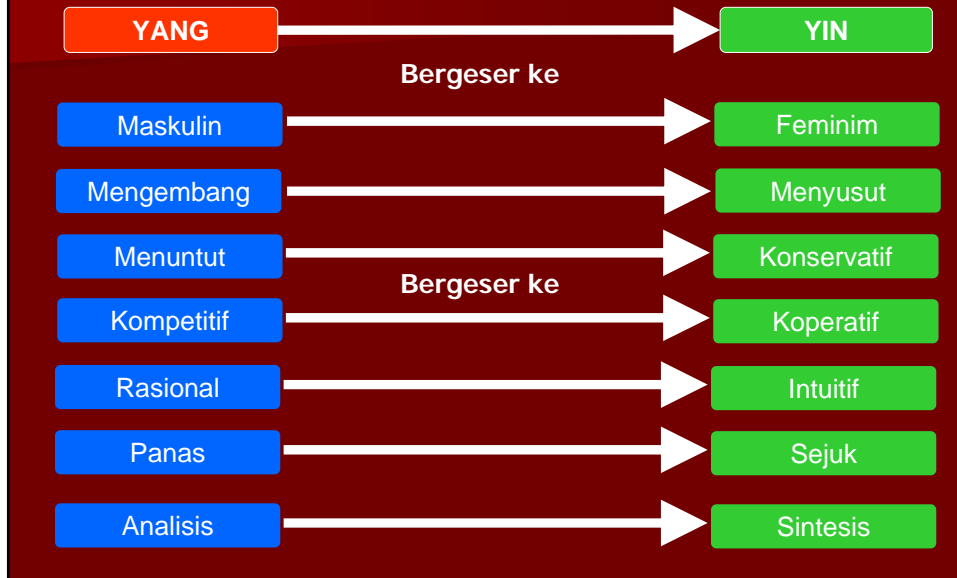 YANG
YIN
Bergeser ke
Maskulin
Feminim
Mengembang
Menyusut
Menuntut
Konservatif
Bergeser ke
Kompetitif
Koperatif
Rasional
Intuitif
Panas
Sejuk
Analisis
Sintesis